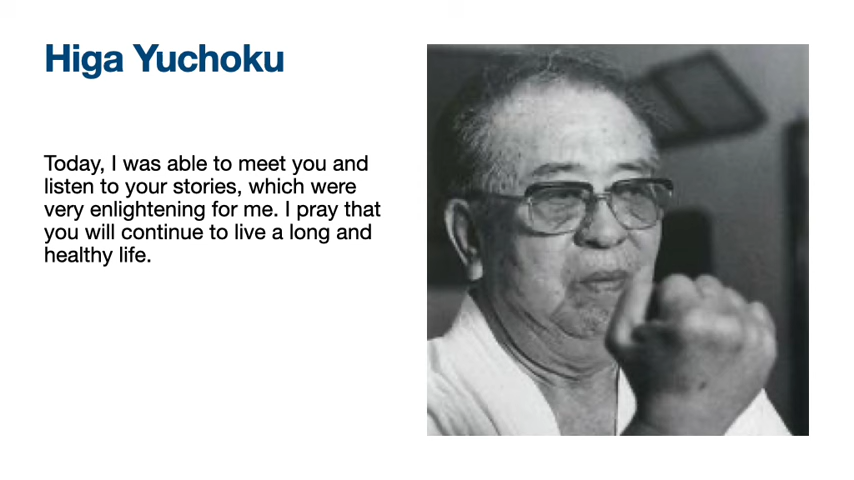 Higa Yuchoku
Today, I was able to meet you and
listen to your stories, which were
very enlightening for me. I pray that
you will continue to live a long and
healthy life.